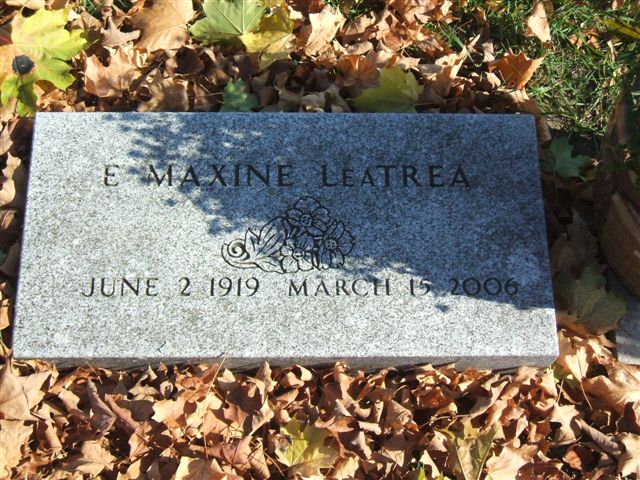 E MAXINE LEATREA
JUNE 2 1919 MARCH 15 2006